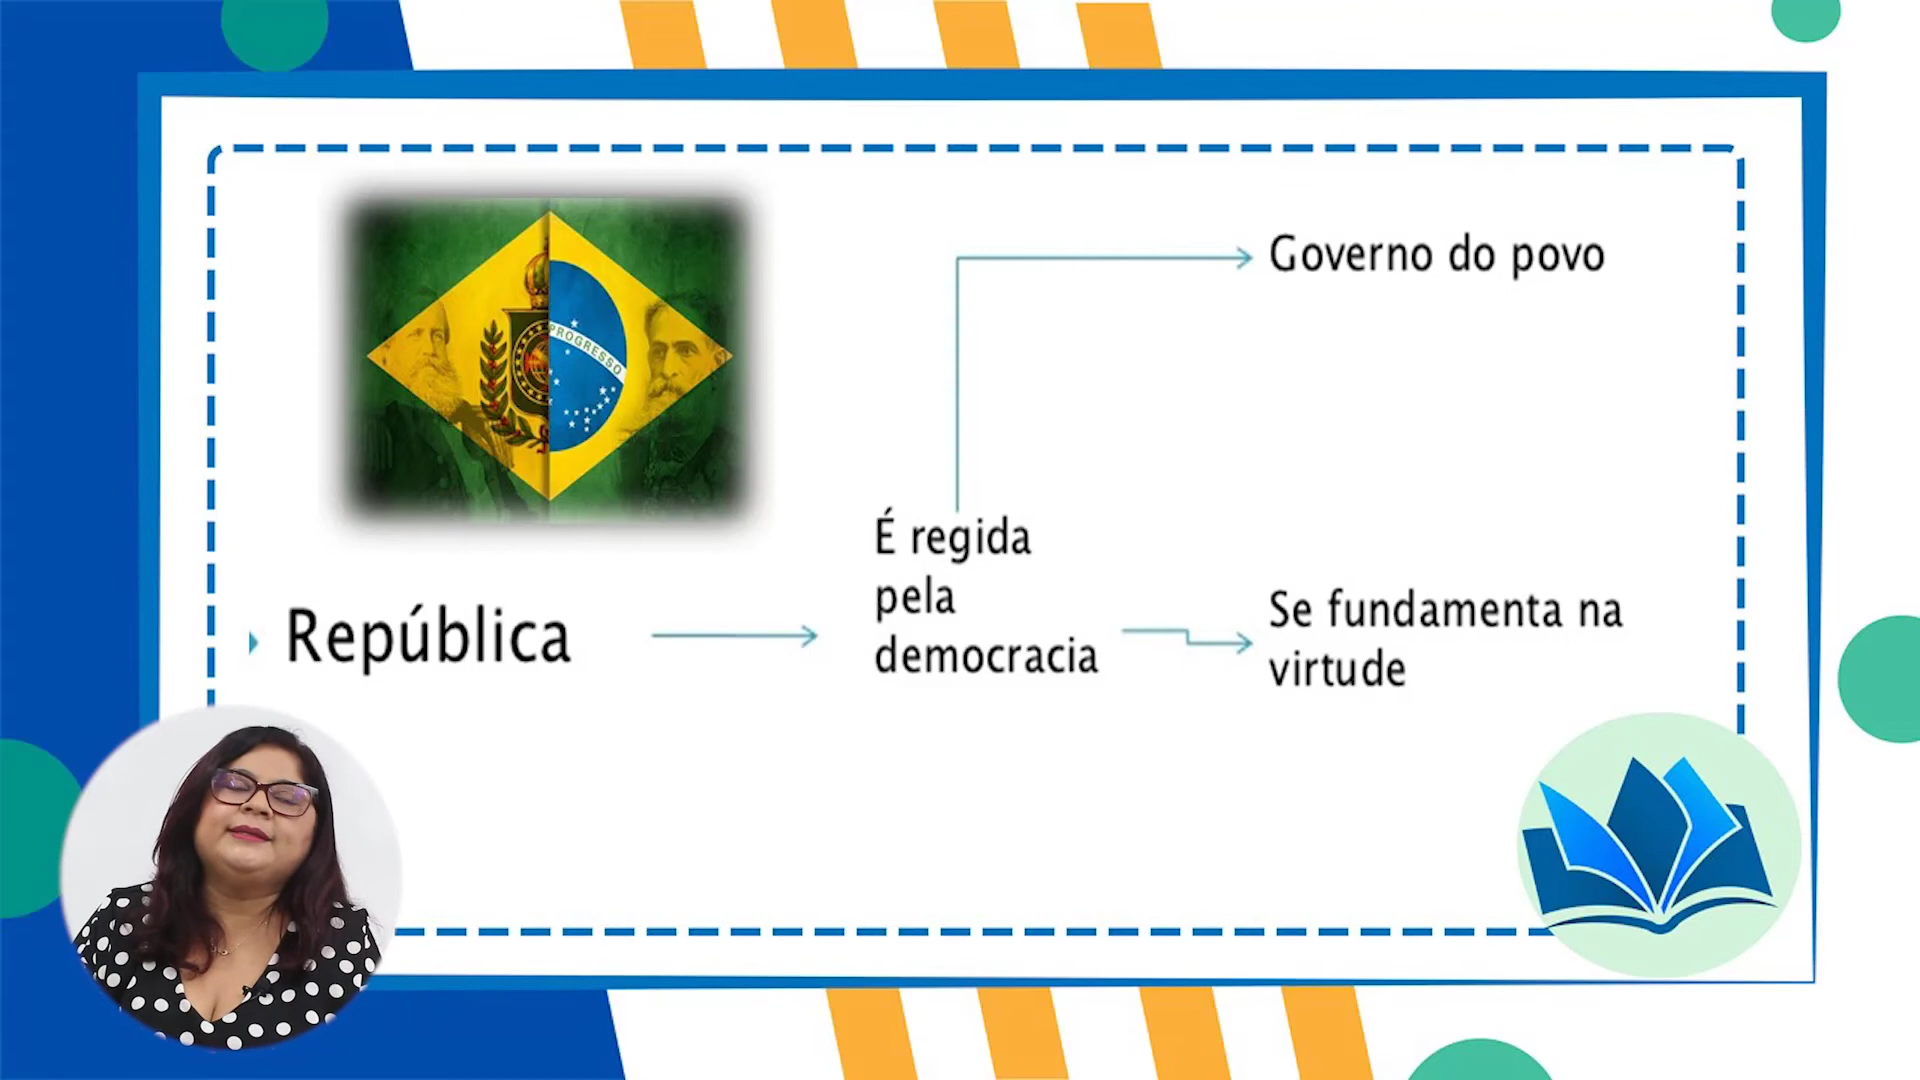 PROGRESSO
Governo do povo
República
É regida
pela
democracia
Se fundamenta na
virtude